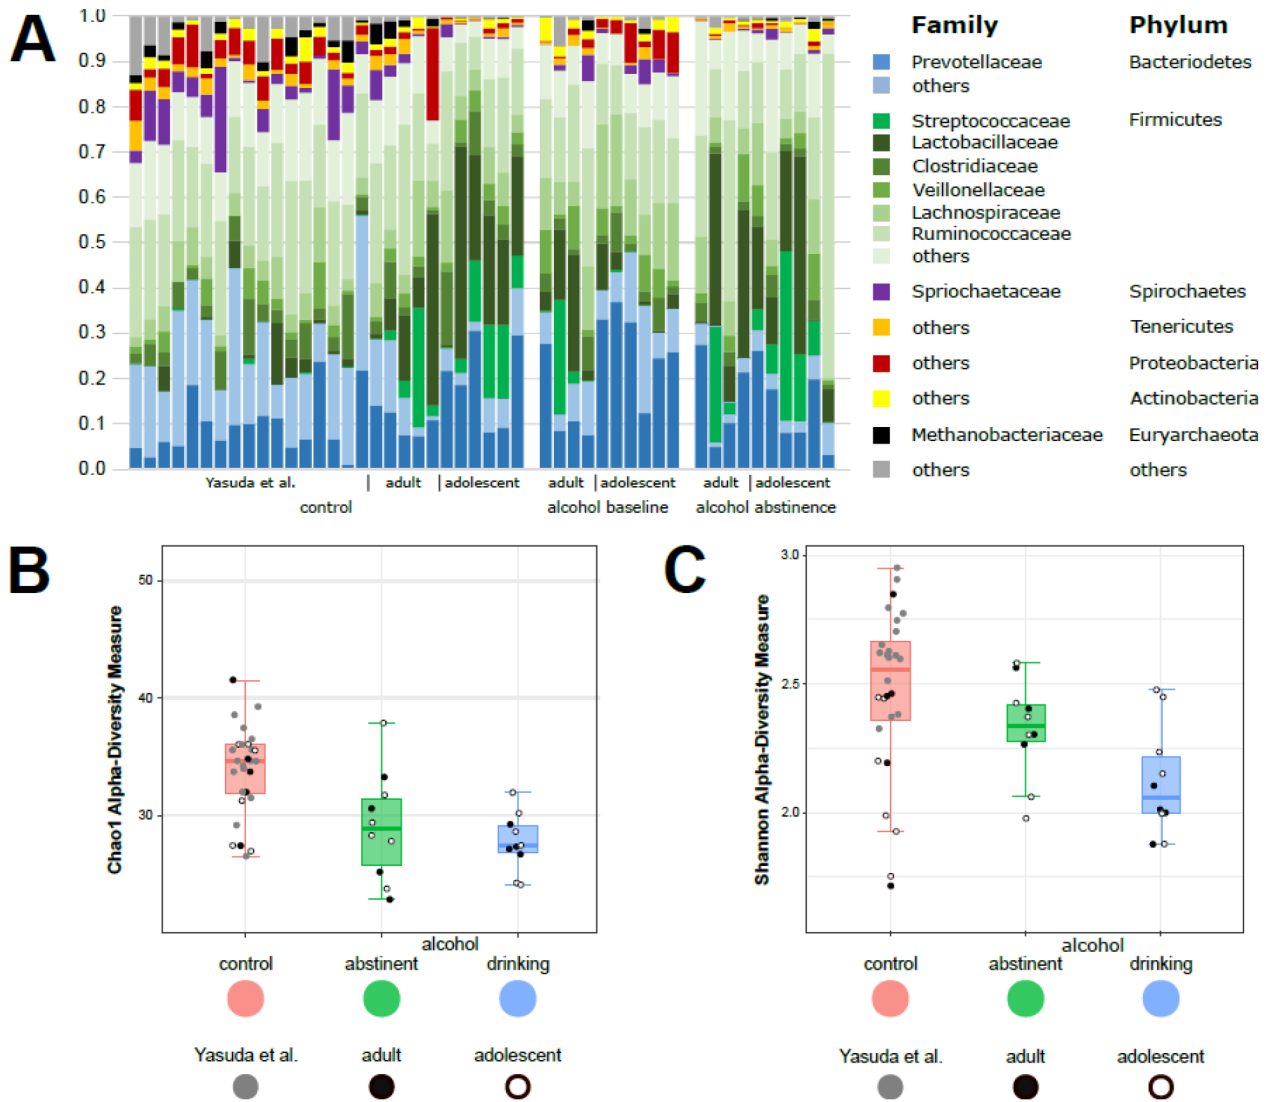 A
1.0
0.9
0.8
0.7
0.6
0.5
0.4
0.3
0.2
0.1
0.0
Yasuda et al. | adult | adolescent
control
adult | adolescent
alcohol baseline
adult | adolescent
alcohol abstinence
Family Phylum
Prevotellaceae Bacteriodetes
others
Streptococcaceae Firmicutes
Lactobacillaceae
Clostridiaceae
Veillonellaceae
Lachnospiraceae
Ruminococcaceae
others
Spriochaetaceae Spirochaetes
others Tenericutes
others Proteobacteria
others Actinobacteria
Methanobacteriaceae Euryarchaeota
others others
B
Chao1 Alpha-Diversity Measure
50
40
30
alcohol
control abstinent drinking
Yasuda et al. adult adolescent
C
Shannon Alpha-Diversity Measure
3.0
2.5
2.0
alcohol
control abstinent drinking
Yasuda et al. adult adolescent